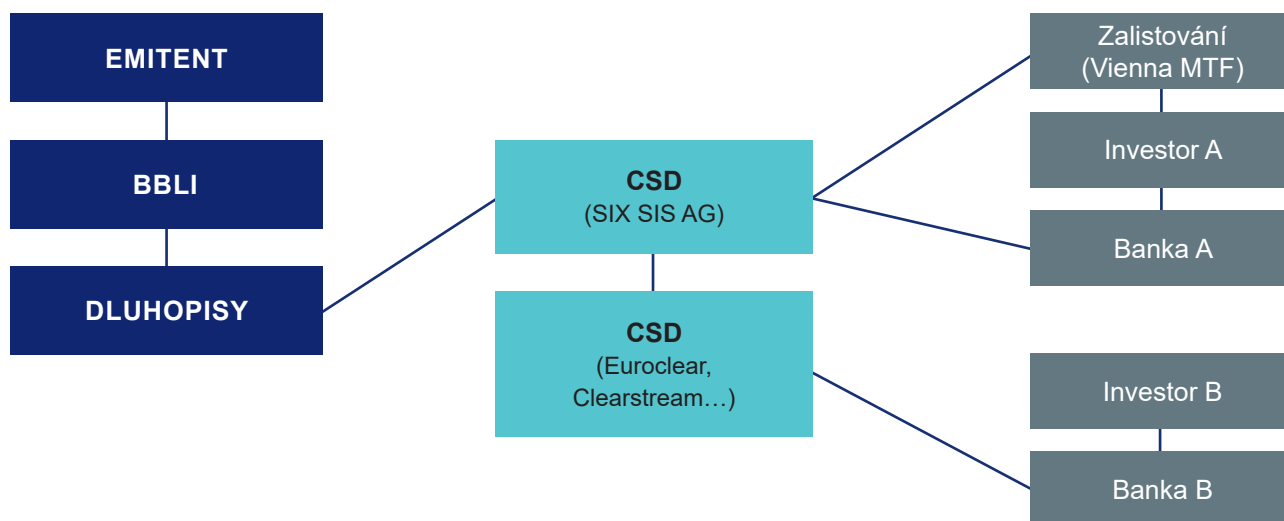 EMITENT
BBLI
DLUHOPISY
CSD
(SIX SIS AG)
CSD
(Euroclear,
Clearstream…)
Zalistování
(Vienna MTF)
Investor A
Banka A
Investor B
Banka B